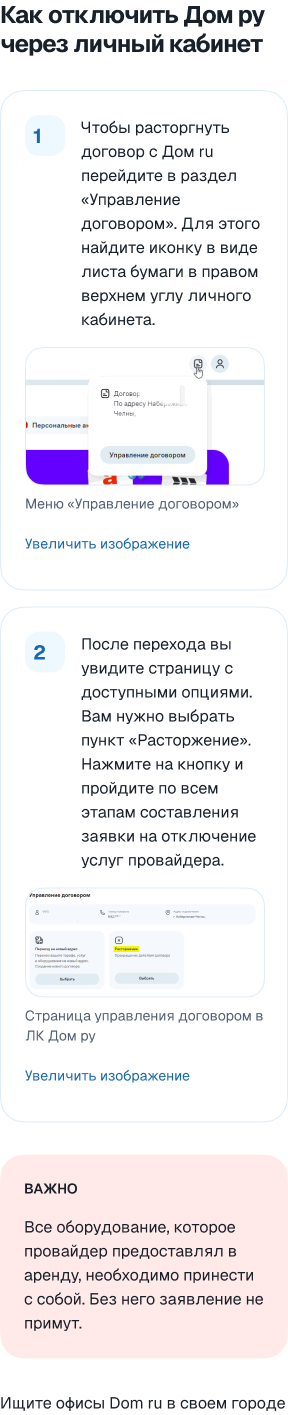 Как отключить Дом ру
через личный кабинет
1
Чтобы расторгнуть
договор с Дом ru
перейдите в раздел
«Управление
договором». Для этого
найдите иконку в виде
листа бумаги в правом
верхнем углу личного
кабинета.
Договор
По адресу Набережные
Челны,
Персональные ак
Управление договором
Меню «Управление договором»
Увеличить изображение
2
После перехода вы
увидите страницу с
доступными опциями.
Вам нужно выбрать
пункт «Расторжение».
Нажмите на кнопку и
пройдите по всем
этапам составления
заявки на отключение
услуг провайдера.
Управление договором
Переезд на новый адрес
Расторжение
Выбрать
Выбрать
Страница управления договором в
ЛК Дом ру
Увеличить изображение
ВАЖНО
Все оборудование, которое
провайдер предоставлял в
аренду, необходимо принести
с собой. Без него заявление не
примут.
Ищите офисы Dom ru в своем городе